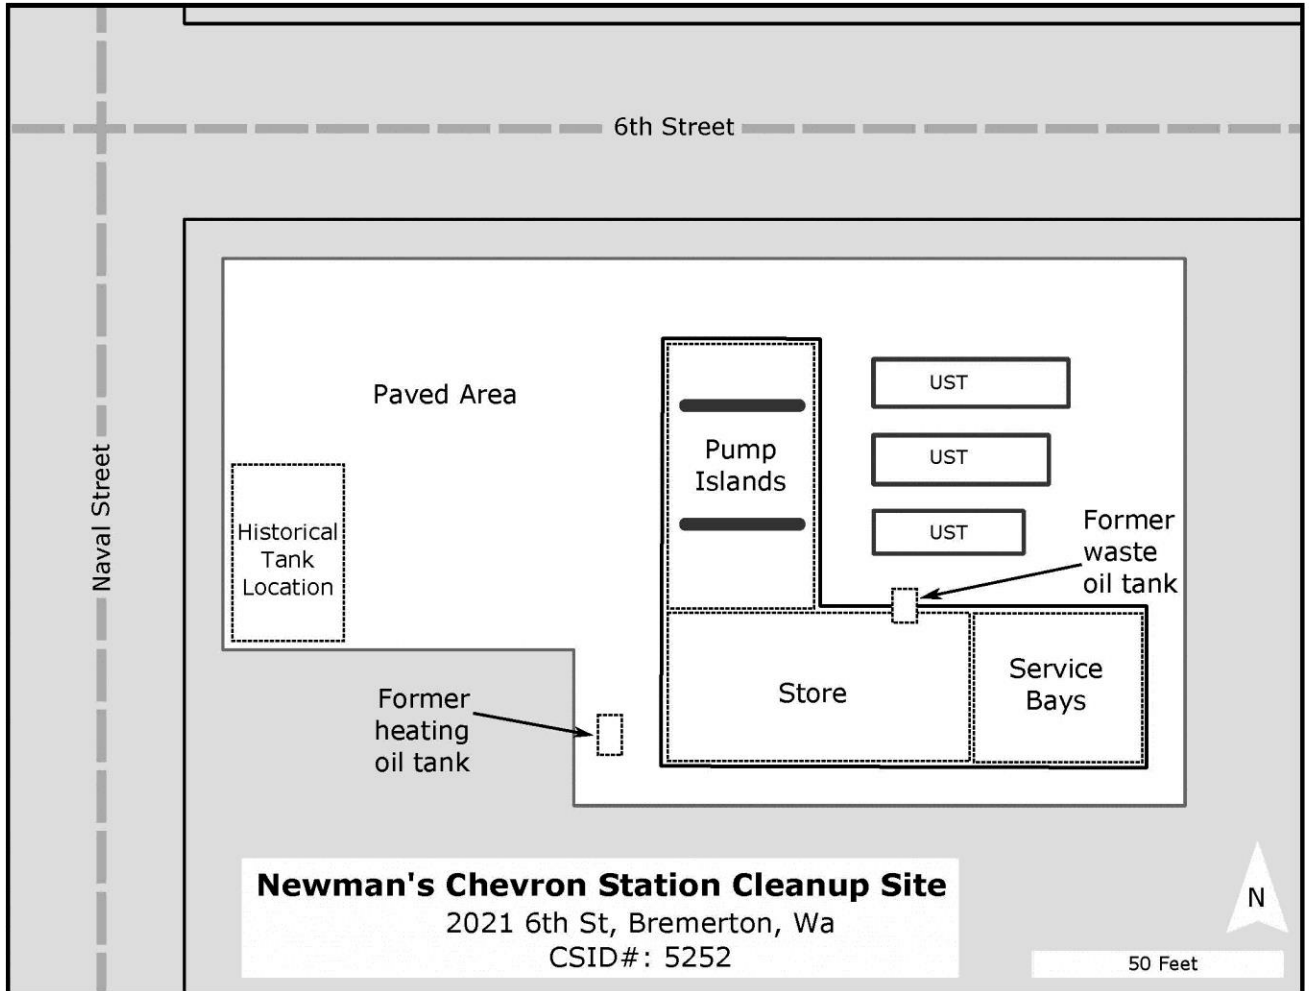 6th Street
Naval Street
Paved Area
Pump
Islands
UST
UST
UST
Former
waste
oil tank
Historical
Tank
Location
Former
heating
oil tank
Store
Service
Bays
Newman's Chevron Station Cleanup Site
2021 6th St, Bremerton, Wa
CSID#: 5252
N
50 Feet